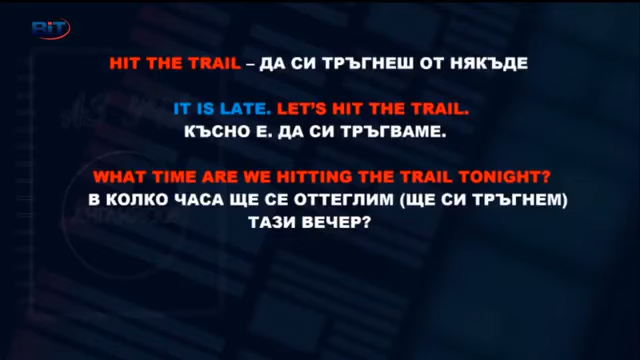 BiT
HIT THE TRAIL – ДА СИ ТРЪГНЕШ ОТ НЯКЪДЕ
IT IS LATE. LET'S HIT THE TRAIL.
КЪСНО Е. ДА СИ ТРЪГВАМЕ.
WHAT TIME ARE WE HITTING THE TRAIL TONIGHT?
В КОЛКО ЧАСА ЩЕ СЕ ОТТЕГЛИМ (ЩЕ СИ ТРЪГНЕМ)
ТАЗИ ВЕЧЕР?